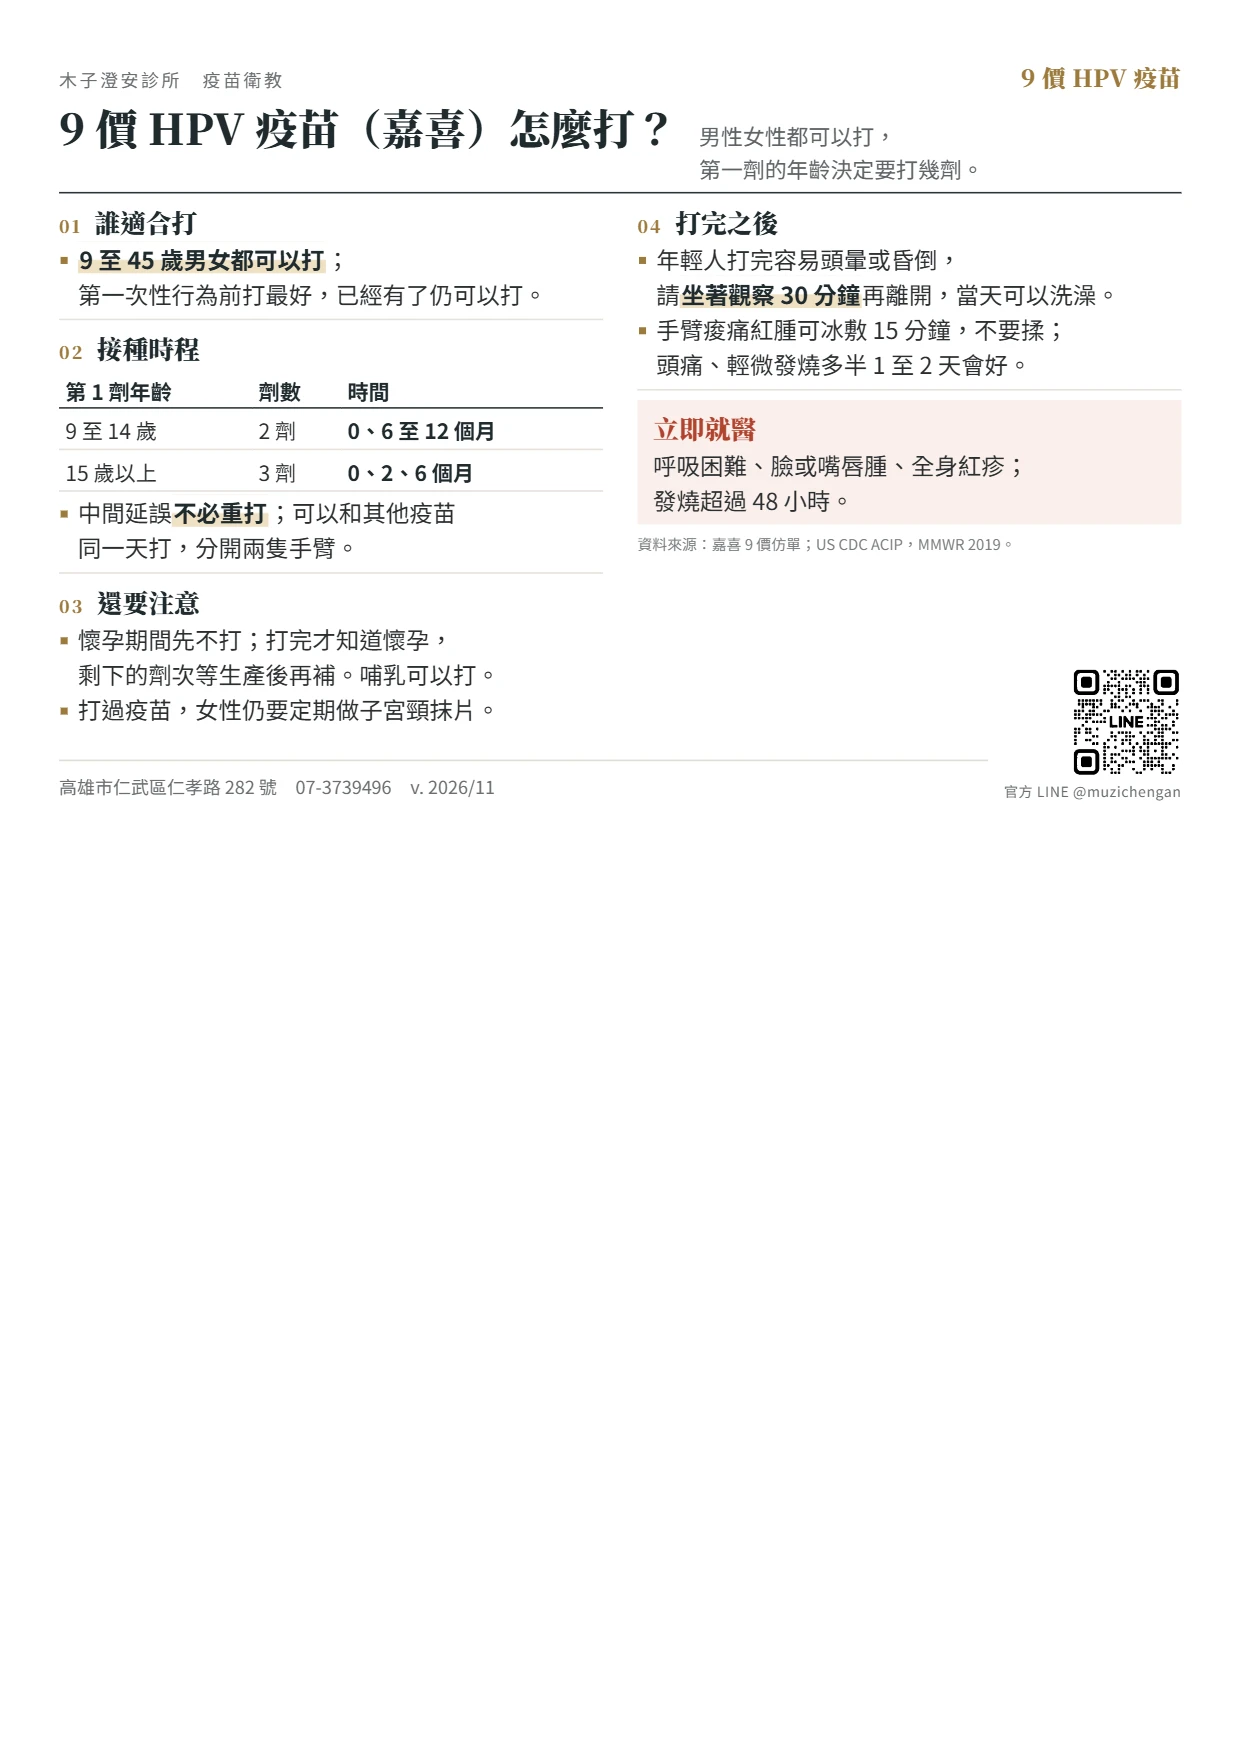 木子澄安診所　疫苗衛教
9 價 HPV 疫苗
9 價 HPV 疫苗（嘉喜）怎麼打？
男性女性都可以打，
第一劑的年齡決定要打幾劑。
01 誰適合打
9 至 45 歲男女都可以打；
第一次性行為前打最好，已經有了仍可以打。
02 接種時程
第 1 劑年齡　劑數　時間
9 至 14 歲　2 劑　0、6 至 12 個月
15 歲以上　3 劑　0、2、6 個月
中間延誤不必重打；可以和其他疫苗
同一天打，分開兩隻手臂。
03 還要注意
懷孕期間先不打；打完才知道懷孕，
剩下的劑次等生產後再補。哺乳可以打。
打過疫苗，女性仍要定期做子宮頸抹片。
04 打完之後
年輕人打完容易頭暈或昏倒，
請坐著觀察 30 分鐘再離開，當天可以洗澡。
手臂痠痛紅腫可冰敷 15 分鐘，不要揉；
頭痛、輕微發燒多半 1 至 2 天會好。
立即就醫
呼吸困難、臉或嘴唇腫、全身紅疹；
發燒超過 48 小時。
資料來源：嘉喜 9 價仿單；US CDC ACIP，MMWR 2019。
LINE
高雄市仁武區仁孝路 282 號　07-3739496　v. 2026/11
官方 LINE @muzichengan